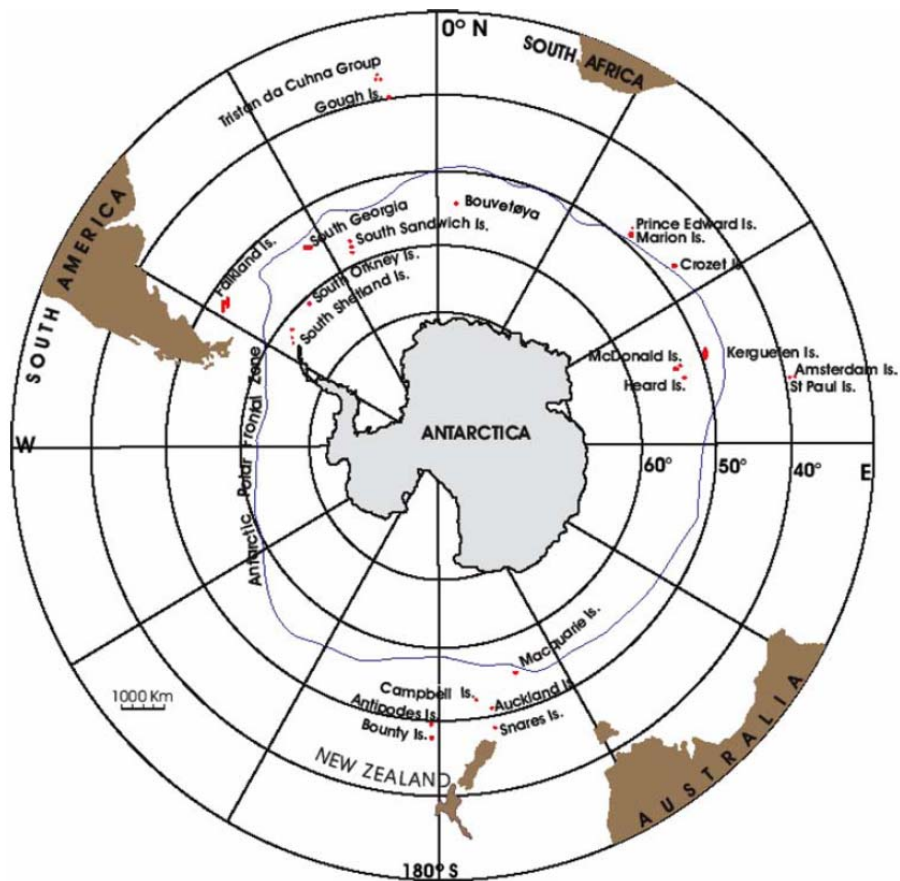 0° N
SOUTH AFRICA
Tristan da Cuhna Group
Gough Is.
SOUTH AMERICA
Bouvetøya
South Georgia
South Sandwich Is.
Prince Edward Is.
Marion Is.
Falkland Is.
South Orkney Is.
South Shetland Is.
Crozet Is
McDonald Is.
Kerguelen Is.
Heard Is.
Amsterdam Is.
St Paul Is.
Antarctic Polar Frontal Zone
ANTARCTICA
W
60°
50°
40°
E
Macquarie Is.
1000 Km
Campbell Is.
Auckland Is
Antipodes Is.
Snares Is.
Bounty Is.
NEW ZEALAND
AUSTRALIA
180° S